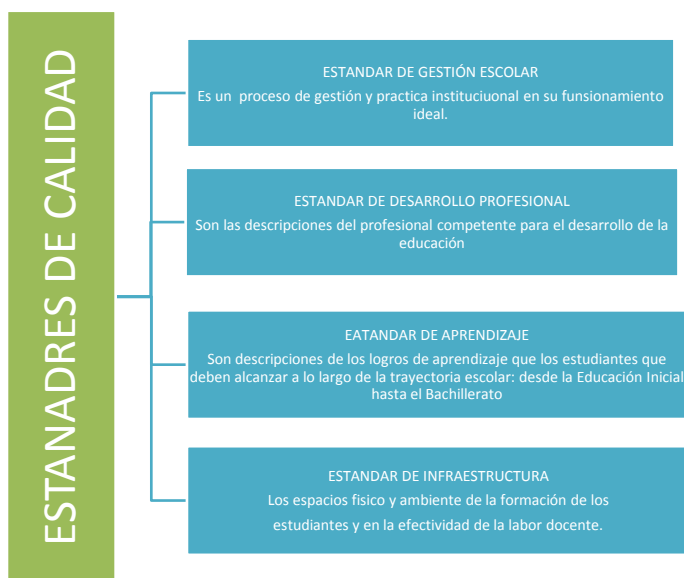 ESTANADRES DE CALIDAD
ESTANDAR DE GESTIÓN ESCOLAR
Es un proceso de gestión y practica instituciuonal en su funsionamiento
ideal.
ESTANDAR DE DESARROLLO PROFESIONAL
Son las descripciones del profesional competente para el desarrollo de la
educación
EATANDAR DE APRENDIZAJE
Son descripciones de los logros de aprendizaje que los estudiantes que
deben alcanzar a lo largo de la trayectoria escolar: desde la Educación Inicial
hasta el Bachillerato
ESTANDAR DE INFRAESTRUCTURA
Los espacios fisico y ambiente de la formación de los
estudiantes y en la efectividad de la labor docente.